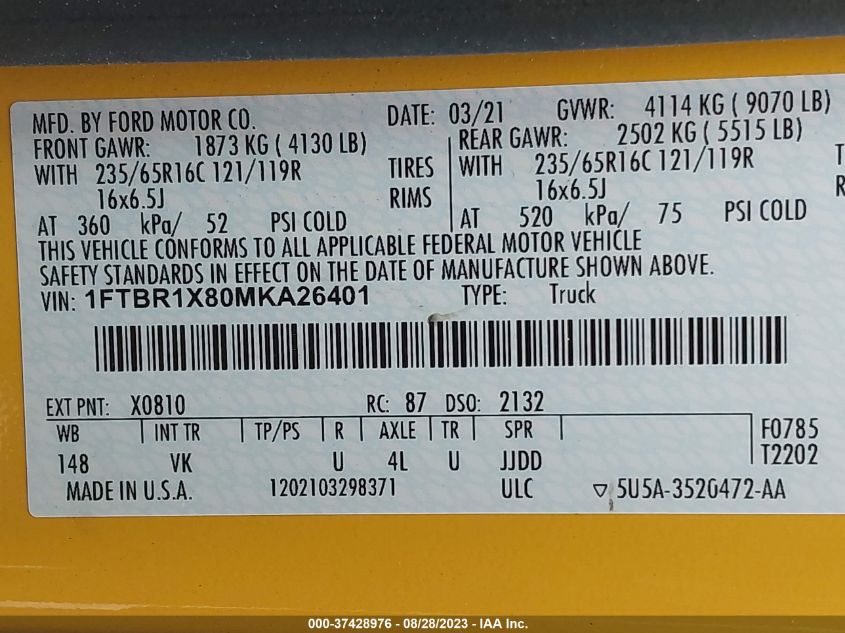 MFD. BY FORD MOTOR CO. DATE: 03/21 GVWR: 4114 KG ( 9070 LB)
FRONT GAWR: 1873 KG ( 4130 LB) REAR GAWR: 2502 KG ( 5515 LB)
WITH 235/65R16C 121/119R TIRES WITH 235/65R16C 121/119R
16x6.5J RIMS 16x6.5J
AT 360 kPa/ 52 PSI COLD AT 520 kPa/ 75 PSI COLD
THIS VEHICLE CONFORMS TO ALL APPLICABLE FEDERAL MOTOR VEHICLE
SAFETY STANDARDS IN EFFECT ON THE DATE OF MANUFACTURE SHOWN ABOVE.
VIN: 1FTBR1X80MKA26401 TYPE: Truck
EXT PNT: X0810 RC: 87 DSO: 2132
WB INT TR TP/PS R AXLE TR SPR F0785
148 VK U 4L U JJDD T2202
MADE IN U.S.A. 1202103298371 ULC 5U5A-3520472-AA
000-37428976 - 08/28/2023 - IAA Inc.